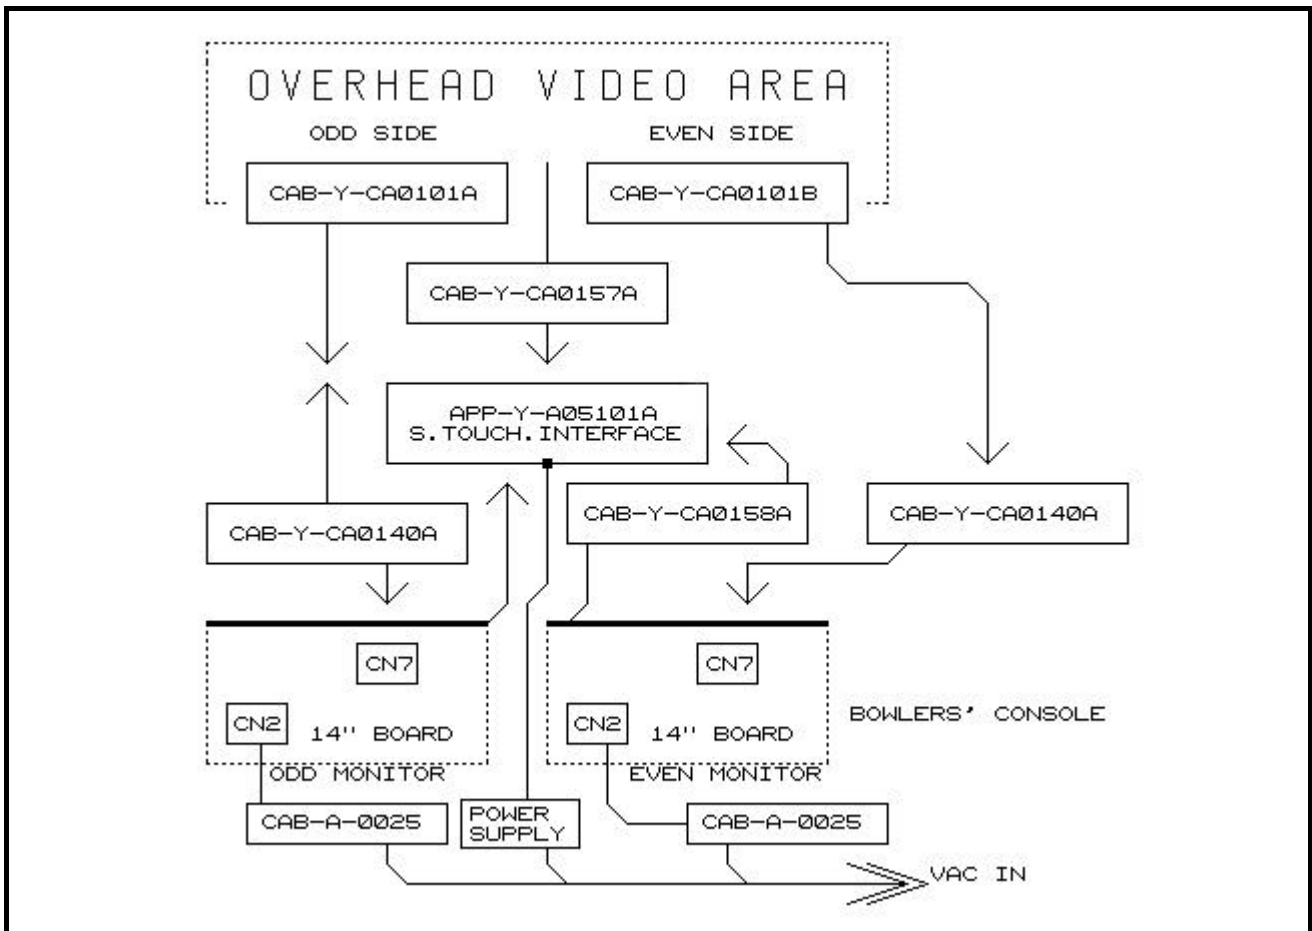 OVERHEAD VIDEO AREA
ODD SIDE
EVEN SIDE
CAB-Y-CA0101A
CAB-Y-CA0101B
CAB-Y-CA0157A
APP-Y-A05101A
S.TOUCH.INTERFACE
CAB-Y-CA0140A
CAB-Y-CA0158A
CAB-Y-CA0140A
CN7
CN7
CN2
14" BOARD
CN2
14" BOARD
BOWLERS' CONSOLE
ODD MONITOR
EVEN MONITOR
CAB-A-0025
POWER
SUPPLY
CAB-A-0025
VAC IN